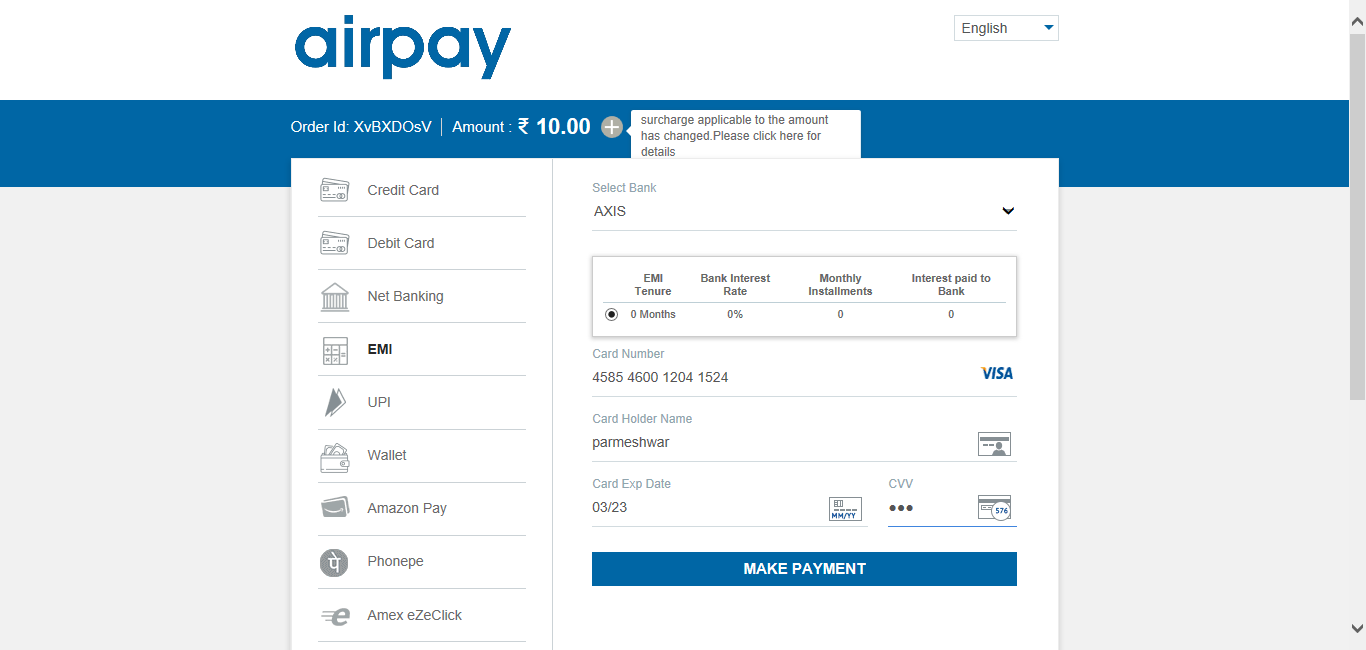 airpay
English
Order Id: XvBXDOsV | Amount : ₹ 10.00
surcharge applicable to the amount
has changed.Please click here for
details
Credit Card
Debit Card
Net Banking
EMI
UPI
Wallet
Amazon Pay
Phonepe
Amex eZeClick
Select Bank
AXIS
EMI Tenure Bank Interest Rate Monthly Installments Interest paid to Bank
0 Months 0% 0 0
Card Number
4585 4600 1204 1524 VISA
Card Holder Name
parmeshwar
Card Exp Date CVV
03/23 MM/YY ●●● 576
MAKE PAYMENT